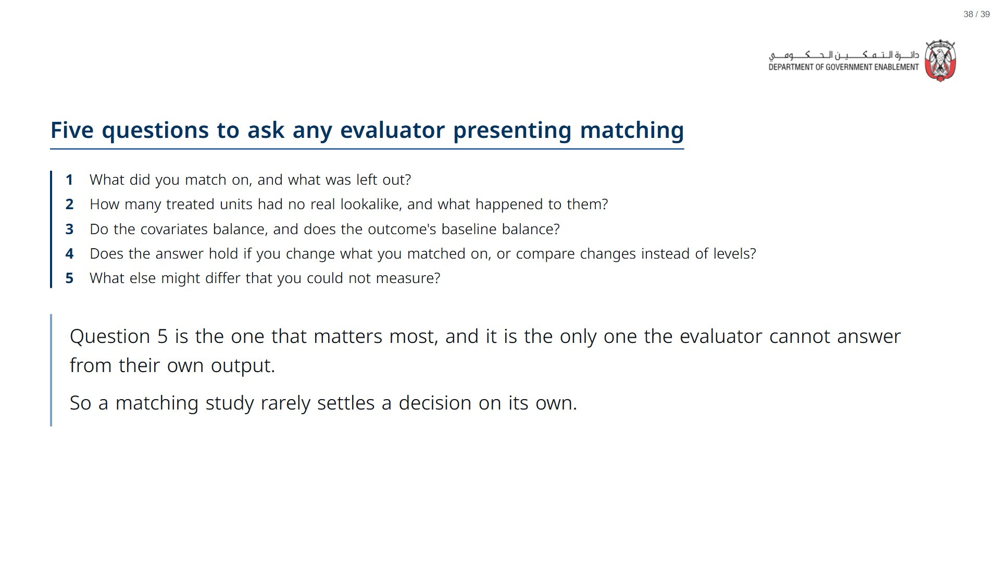 38 / 39
دائرة التمكين الحكومي
DEPARTMENT OF GOVERNMENT ENABLEMENT
Five questions to ask any evaluator presenting matching
1 What did you match on, and what was left out?
2 How many treated units had no real lookalike, and what happened to them?
3 Do the covariates balance, and does the outcome's baseline balance?
4 Does the answer hold if you change what you matched on, or compare changes instead of levels?
5 What else might differ that you could not measure?
Question 5 is the one that matters most, and it is the only one the evaluator cannot answer
from their own output.
So a matching study rarely settles a decision on its own.